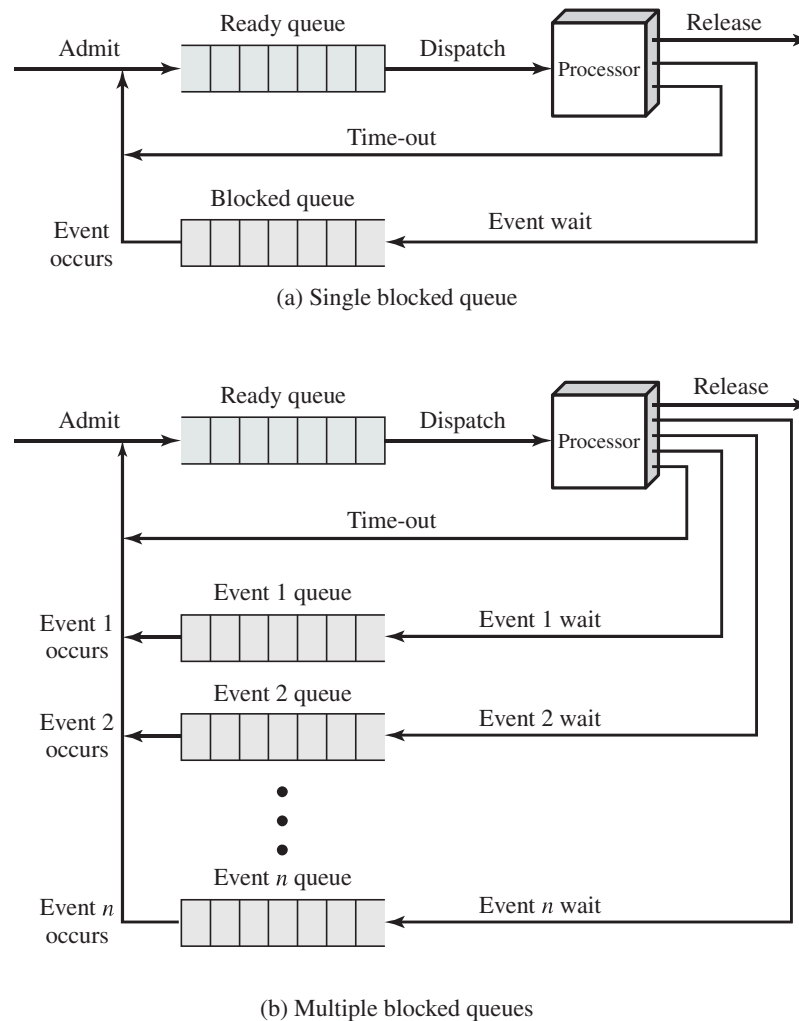 Ready queue
Admit
Dispatch
Processor
Release
Time-out
Blocked queue
Event
occurs
Event wait
(a) Single blocked queue
Ready queue
Admit
Dispatch
Processor
Release
Time-out
Event 1 queue
Event 1
occurs
Event 1 wait
Event 2 queue
Event 2
occurs
Event 2 wait
Event n queue
Event n
occurs
Event n wait
(b) Multiple blocked queues